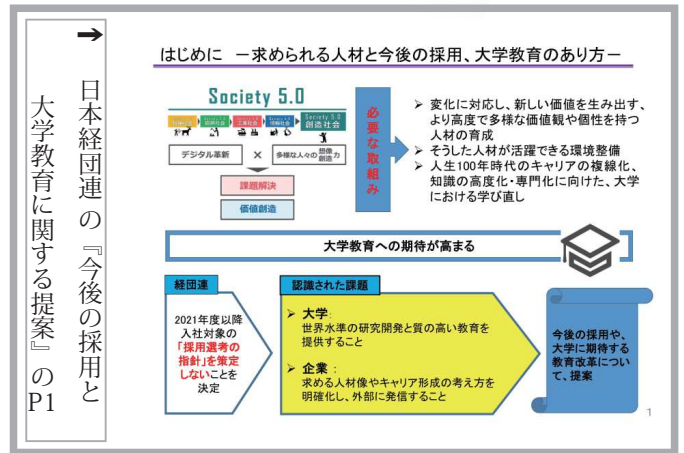 ➞
日本経団連の『今後の採用と
大学教育に関する提案』のP1
はじめに －求められる人材と今後の採用、大学教育のあり方－
Society 5.0
創造社会
デジタル革新
×
多様な人々の想像・創造力
課題解決
価値創造
必要な取組み
➢ 変化に対応し、新しい価値を生み出す、
より高度で多様な価値観や個性を持つ
人材の育成
➢ そうした人材が活躍できる環境整備
➢ 人生100年時代のキャリアの複線化、
知識の高度化・専門化に向けた、大学
における学び直し
大学教育への期待が高まる
経団連
2021年度以降
入社対象の
「採用選考の
指針」を策定
しないことを
決定
認識された課題
➢ 大学：
世界水準の研究開発と質の高い教育を
提供すること
➢ 企業：
求める人材像やキャリア形成の考え方を
明確化し、外部に発信すること
今後の採用や、
大学に期待する
教育改革につい
て、提案
1